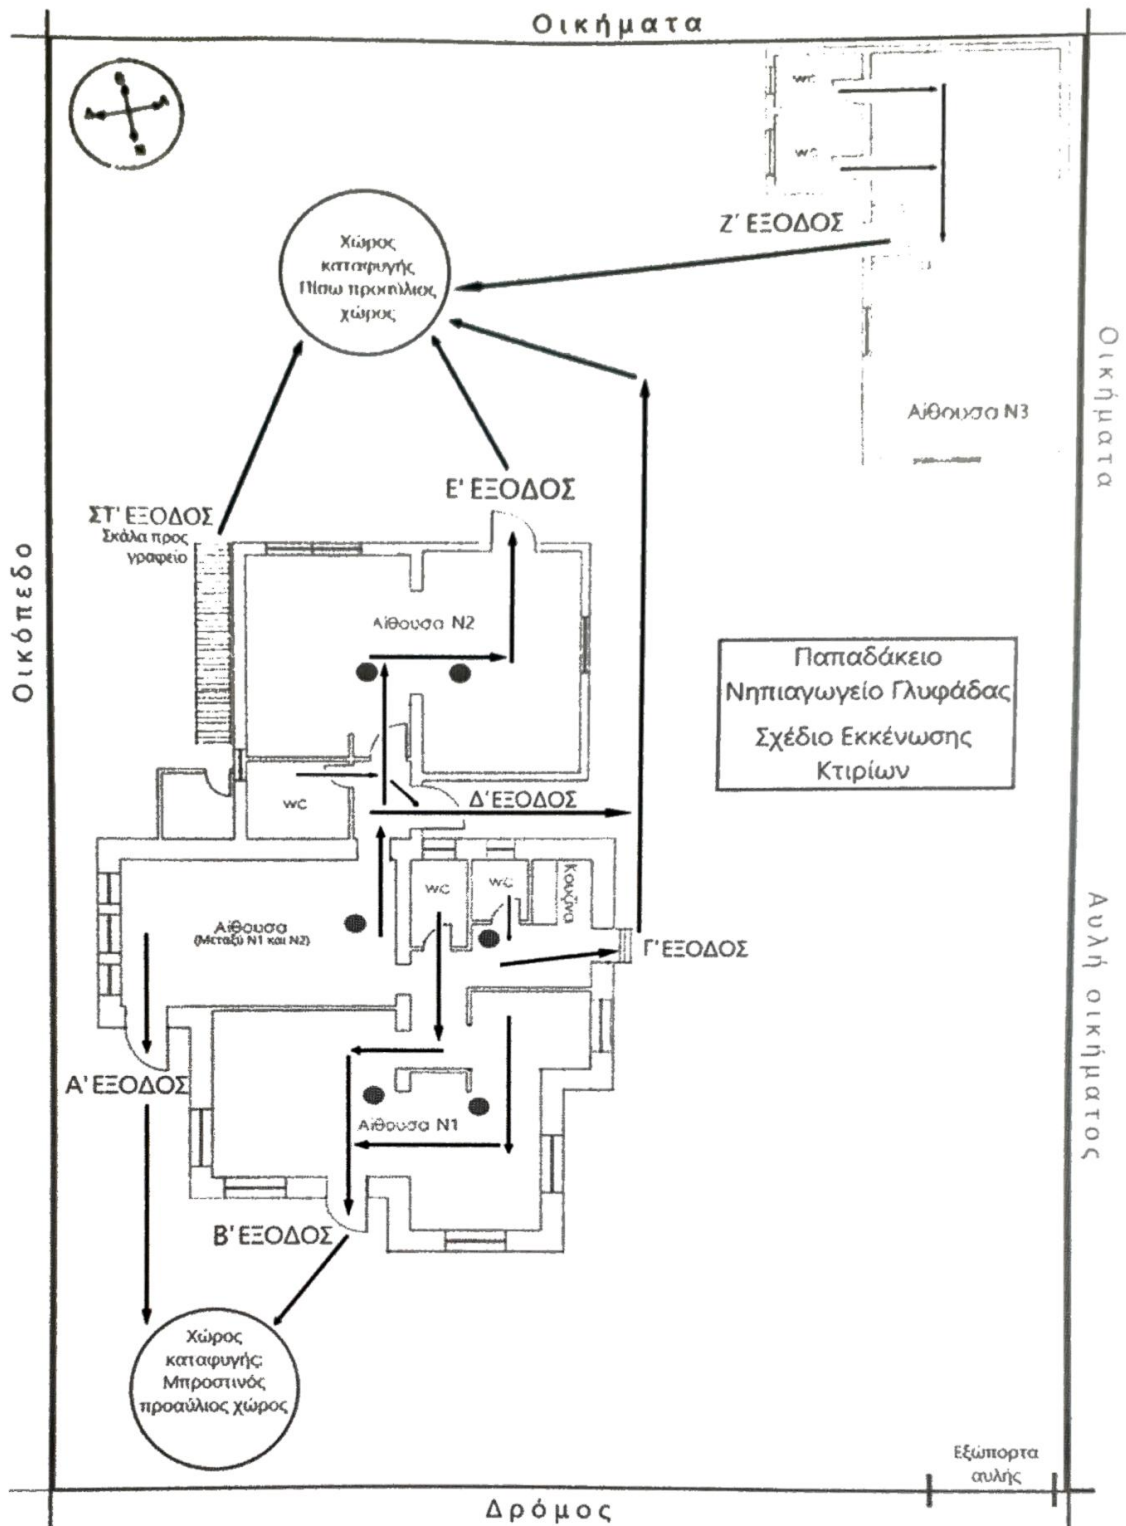 Οικήματα
wc
wc
Ζ' ΕΞΟΔΟΣ
Χώρος
καταφυγής
Πίσω προαύλιος
χώρος
Οικήματα
Αίθουσα Ν3
Ε' ΕΞΟΔΟΣ
ΣΤ' ΕΞΟΔΟΣ
Σκάλα προς
γραφείο
Οικόπεδο
Αίθουσα Ν2
Παπαδάκειο
Νηπιαγωγείο Γλυφάδας
Σχέδιο Εκκένωσης
Κτιρίων
wc
Δ' ΕΞΟΔΟΣ
wc
wc
Κουζίνα
Αίθουσα
(Μεταξύ Ν1 και Ν2)
Γ' ΕΞΟΔΟΣ
Αυλή οικήματος
Α' ΕΞΟΔΟΣ
Αίθουσα Ν1
Β' ΕΞΟΔΟΣ
Χώρος
καταφυγής:
Μπροστινός
προαύλιος χώρος
Εξώπορτα
αυλής
Δρόμος